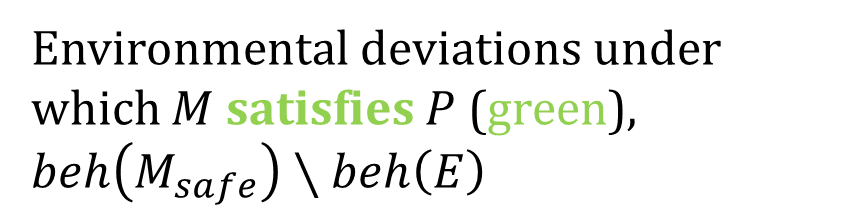 Environmental deviations under
which M satisfies P (green),
beh(M_safe) \ beh(E)